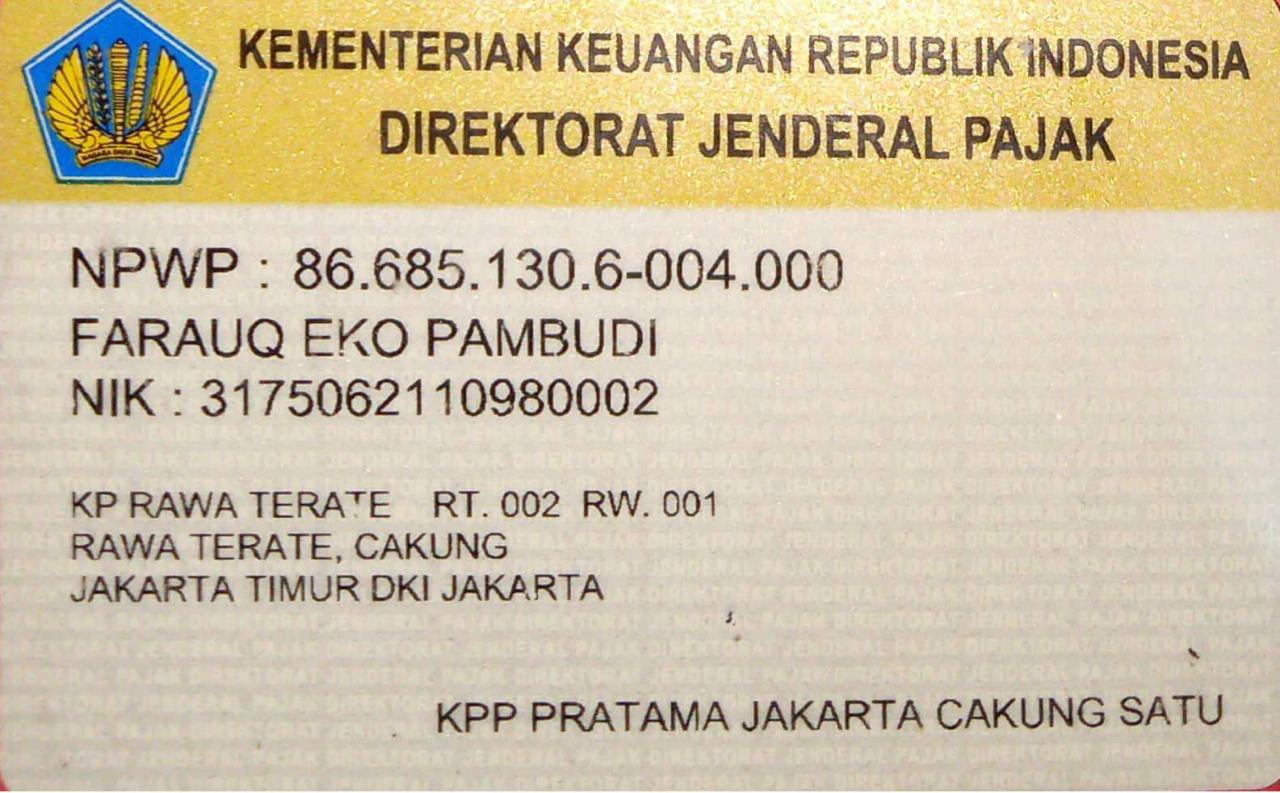 KEMENTERIAN KEUANGAN REPUBLIK INDONESIA
DIREKTORAT JENDERAL PAJAK
NPWP : 86.685.130.6-004.000
FARAUQ EKO PAMBUDI
NIK : 3175062110980002
KP RAWA TERATE RT. 002 RW. 001
RAWA TERATE, CAKUNG
JAKARTA TIMUR DKI JAKARTA
KPP PRATAMA JAKARTA CAKUNG SATU